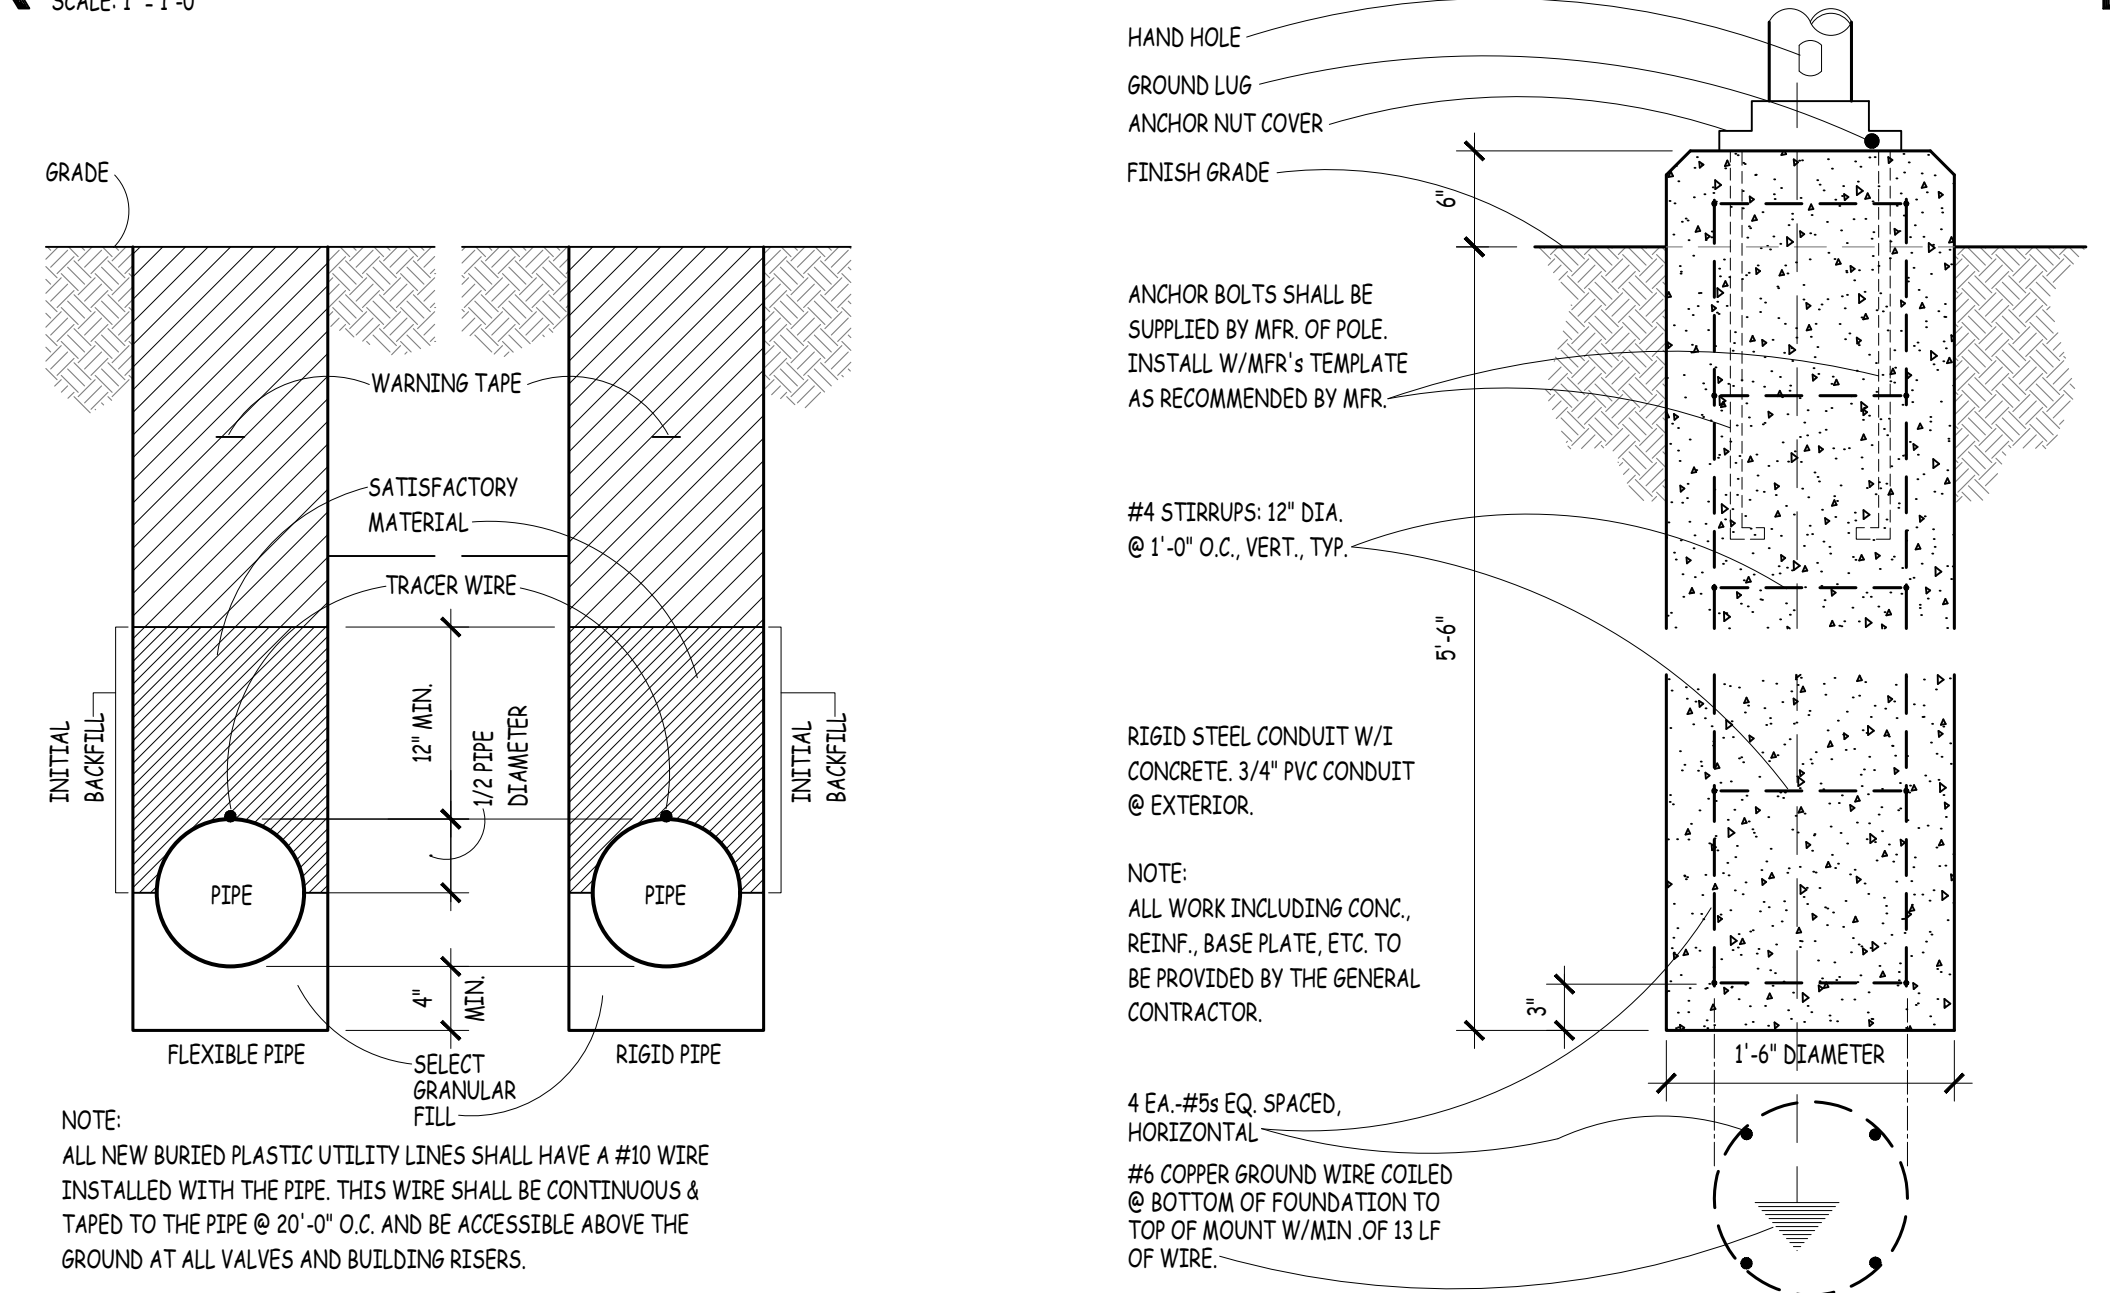 SCALE: 1" = 1'-0"
GRADE
WARNING TAPE
SATISFACTORY
MATERIAL
TRACER WIRE
12" MIN.
1/2 PIPE
DIAMETER
INITIAL
BACKFILL
INITIAL
BACKFILL
PIPE
PIPE
4"
MIN.
FLEXIBLE PIPE
RIGID PIPE
SELECT
GRANULAR
FILL
NOTE:
ALL NEW BURIED PLASTIC UTILITY LINES SHALL HAVE A #10 WIRE
INSTALLED WITH THE PIPE. THIS WIRE SHALL BE CONTINUOUS &
TAPED TO THE PIPE @ 20'-0" O.C. AND BE ACCESSIBLE ABOVE THE
GROUND AT ALL VALVES AND BUILDING RISERS.
HAND HOLE
GROUND LUG
ANCHOR NUT COVER
FINISH GRADE
6"
ANCHOR BOLTS SHALL BE
SUPPLIED BY MFR. OF POLE.
INSTALL W/MFR's TEMPLATE
AS RECOMMENDED BY MFR.
#4 STIRRUPS: 12" DIA.
@ 1'-0" O.C., VERT., TYP.
5'-6"
RIGID STEEL CONDUIT W/I
CONCRETE. 3/4" PVC CONDUIT
@ EXTERIOR.
NOTE:
ALL WORK INCLUDING CONC.,
REINF., BASE PLATE, ETC. TO
BE PROVIDED BY THE GENERAL
CONTRACTOR.
3"
1'-6" DIAMETER
4 EA.-#5s EQ. SPACED,
HORIZONTAL
#6 COPPER GROUND WIRE COILED
@ BOTTOM OF FOUNDATION TO
TOP OF MOUNT W/MIN .OF 13 LF
OF WIRE.